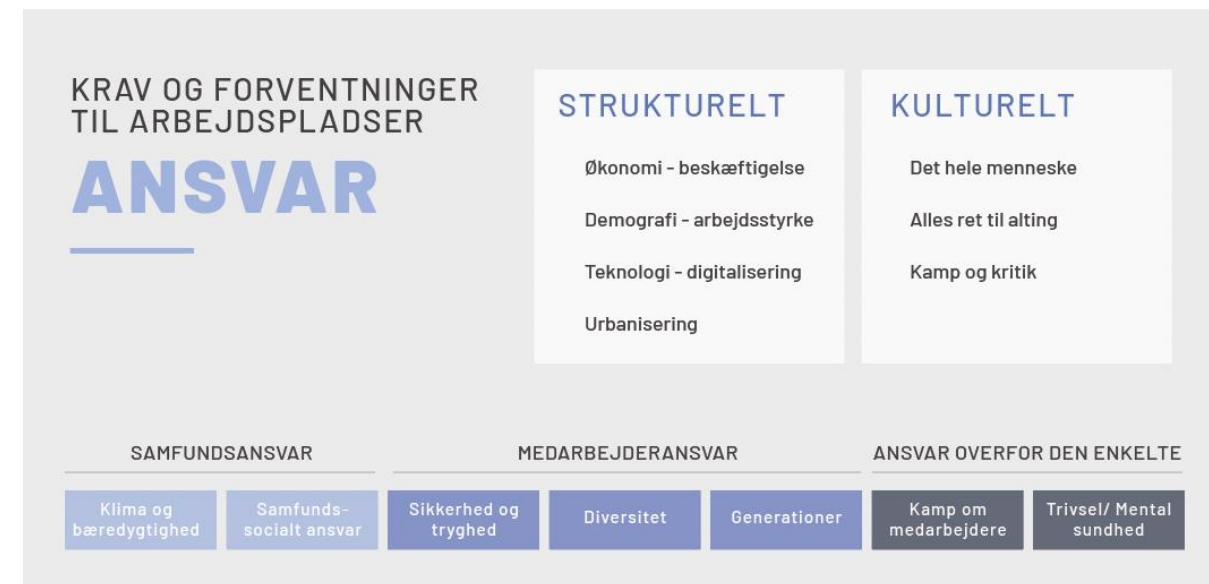 KRAV OG FORVENTNINGER
TIL ARBEJDSPLADSER
ANSVAR
STRUKTURELT
Økonomi - beskæftigelse
Demografi - arbejdsstyrke
Teknologi - digitalisering
Urbanisering
KULTURELT
Det hele menneske
Alles ret til alting
Kamp og kritik
SAMFUNDSANSVAR
Klima og
bæredygtighed
Samfunds-
socialt ansvar
MEDARBEJDERANSVAR
Sikkerhed og
tryghed
Diversitet
Generationer
ANSVAR OVERFOR DEN ENKELTE
Kamp om
medarbejdere
Trivsel/ Mental
sundhed